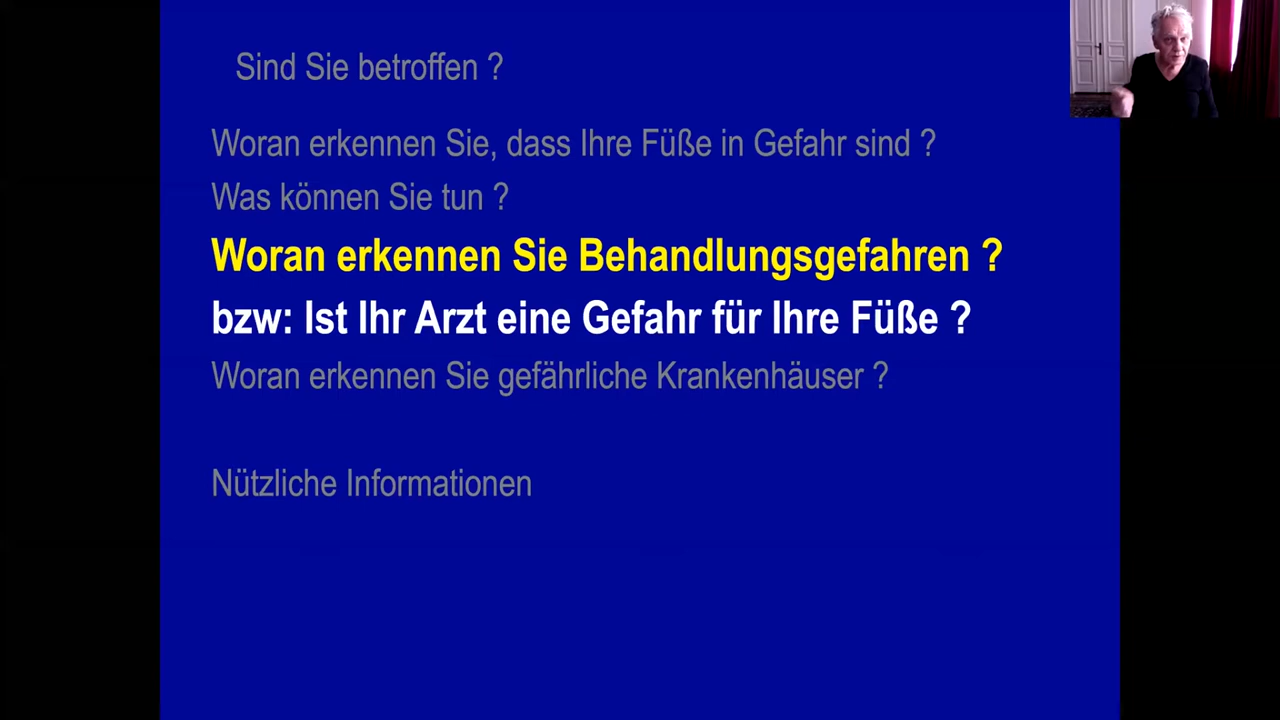 Sind Sie betroffen ?
Woran erkennen Sie, dass Ihre Füße in Gefahr sind ?
Was können Sie tun ?
Woran erkennen Sie Behandlungsgefahren ?
bzw: Ist Ihr Arzt eine Gefahr für Ihre Füße ?
Woran erkennen Sie gefährliche Krankenhäuser ?
Nützliche Informationen